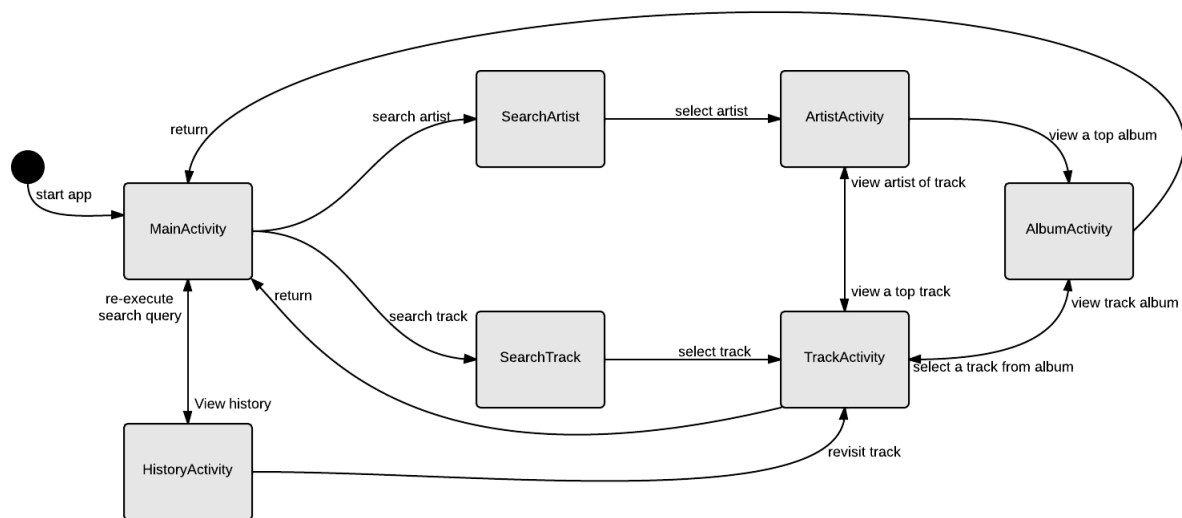 SearchArtist
ArtistActivity
search artist
select artist
return
view a top album
start app
view artist of track
MainActivity
AlbumActivity
re-execute
search query
return
view a top track
view track album
search track
SearchTrack
select track
TrackActivity
select a track from album
View history
HistoryActivity
revisit track